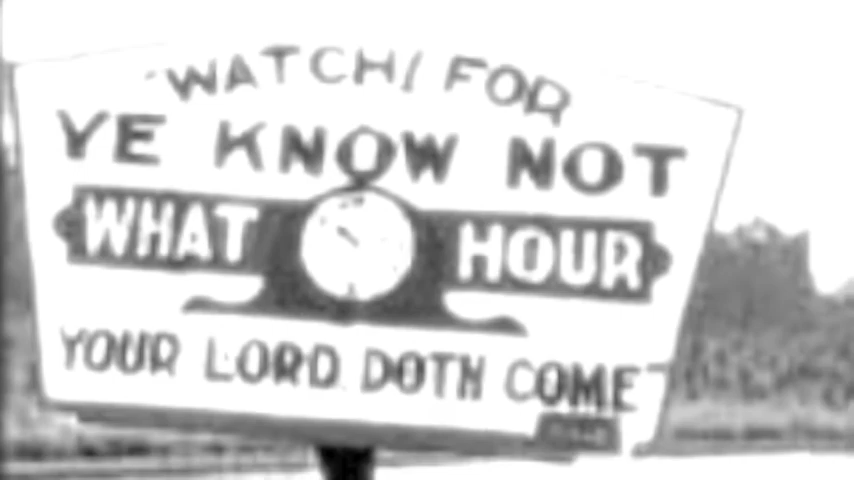 WATCH! FOR
YE KNOW NOT
WHAT HOUR
YOUR LORD DOTH COME